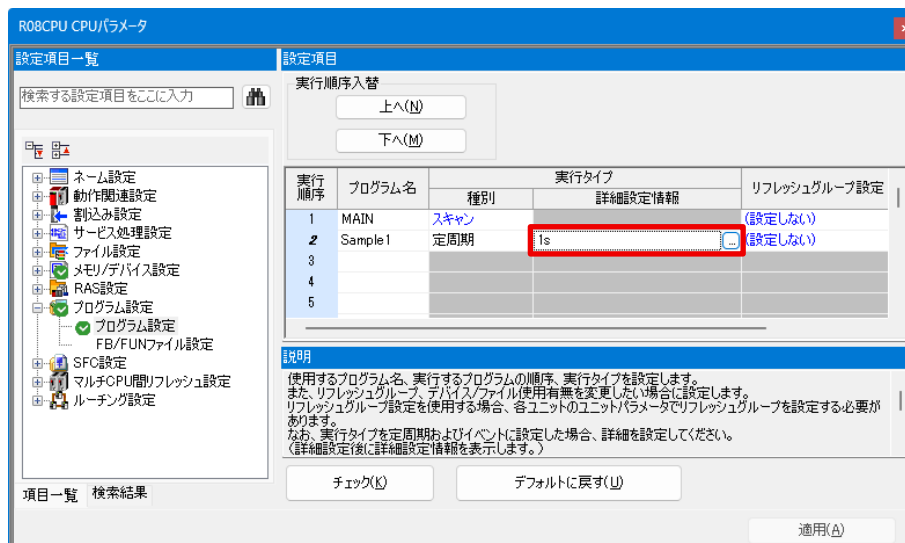 R08CPU CPUパラメータ
設定項目一覧
検索する設定項目をここに入力
ネーム設定
動作関連設定
割込み設定
サービス処理設定
ファイル設定
メモリ/デバイス設定
RAS設定
プログラム設定
プログラム設定
FB/FUNファイル設定
SFC設定
マルチCPU間リフレッシュ設定
ルーチング設定
項目一覧 検索結果
設定項目
実行順序入替
上へ(N)
下へ(M)
実行順序 プログラム名 実行タイプ リフレッシュグループ設定
種別 詳細設定情報
1 MAIN スキャン (設定しない)
2 Sample1 定周期 1s ... (設定しない)
3
4
5
説明
使用するプログラム名、実行するプログラムの順序、実行タイプを設定します。
また、リフレッシュグループ、デバイス/ファイル使用有無を変更したい場合に設定します。
リフレッシュグループ設定を使用する場合、各ユニットのユニットパラメータでリフレッシュグループを設定する必要が
あります。
なお、実行タイプを定周期およびイベントに設定した場合、詳細を設定してください。
(詳細設定後に詳細設定情報を表示します。)
チェック(K) デフォルトに戻す(U)
適用(A)